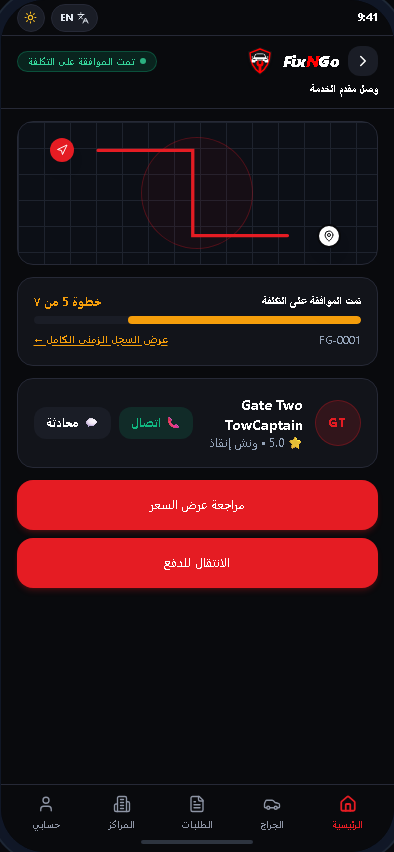 9:41
EN
FixNGo
تمت الموافقة على التكلفة
وصل مقدم الخدمة
تمت الموافقة على التكلفة
خطوة 5 من ٧
FG-0001
عرض السجل الزمني الكامل ←
GT
Gate Two
TowCaptain
5.0 • ونش إنقاذ
اتصال
محادثة
مراجعة عرض السعر
الانتقال للدفع
الرئيسية
الجراج
الطلبات
المراكز
حسابي